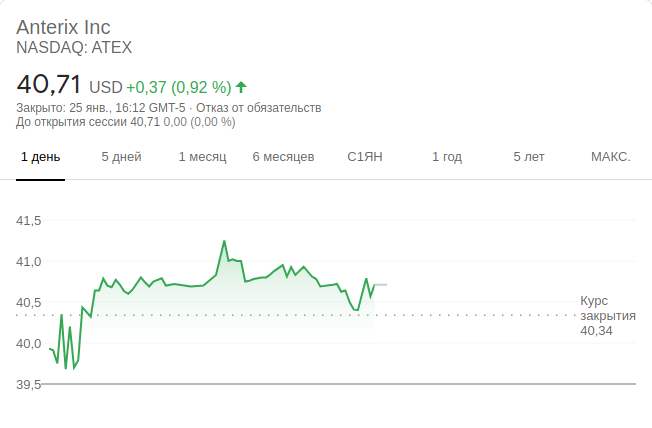 Anterix Inc
NASDAQ: ATEX
40,71 USD +0,37 (0,92 %)
Закрыто: 25 янв., 16:12 GMT-5 · Отказ от обязательств
До открытия сессии 40,71 0,00 (0,00 %)
1 день 5 дней 1 месяц 6 месяцев С1ЯН 1 год 5 лет МАКС.
41,5
41,0
40,5
40,0
39,5
Курс
закрытия
40,34